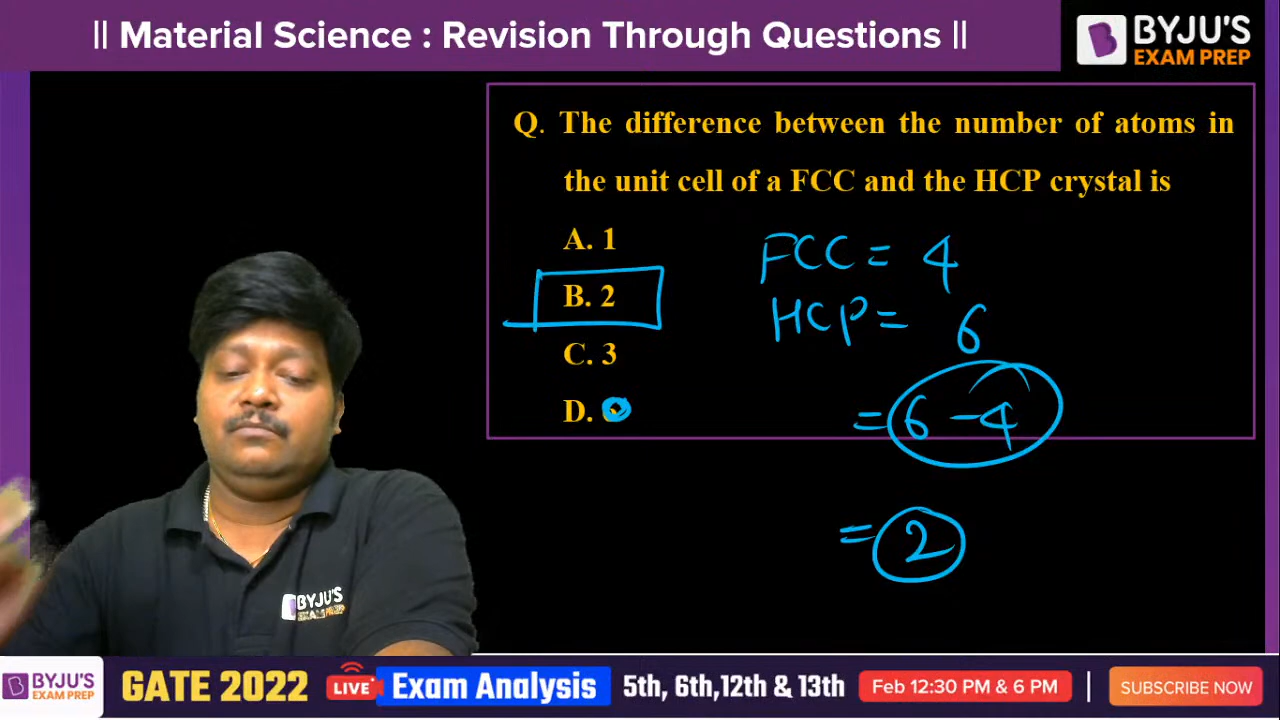 || Material Science : Revision Through Questions ||
BYJU'S
EXAM PREP
Q. The difference between the number of atoms in
the unit cell of a FCC and the HCP crystal is
A. 1
B. 2
C. 3
D.
FCC = 4
HCP = 6
= 6 - 4
= 2
BYJU'S
EXAM PREP
BYJU'S
EXAM PREP
GATE 2022
LIVE
Exam Analysis
5th, 6th,12th & 13th
Feb 12:30 PM & 6 PM
SUBSCRIBE NOW